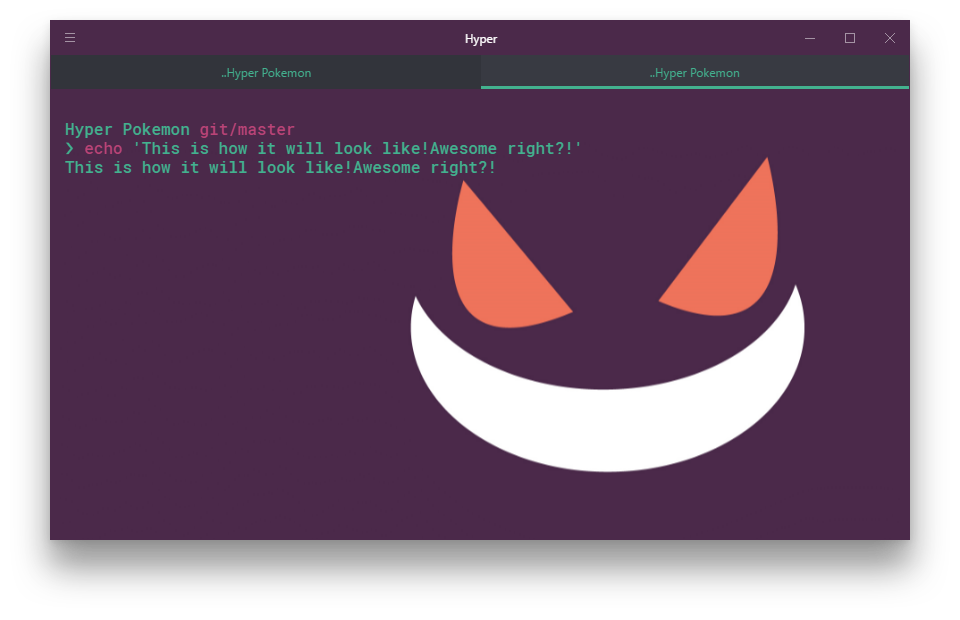 Hyper
..Hyper Pokemon ..Hyper Pokemon
Hyper Pokemon git/master
❯ echo 'This is how it will look like!Awesome right?!'
This is how it will look like!Awesome right?!